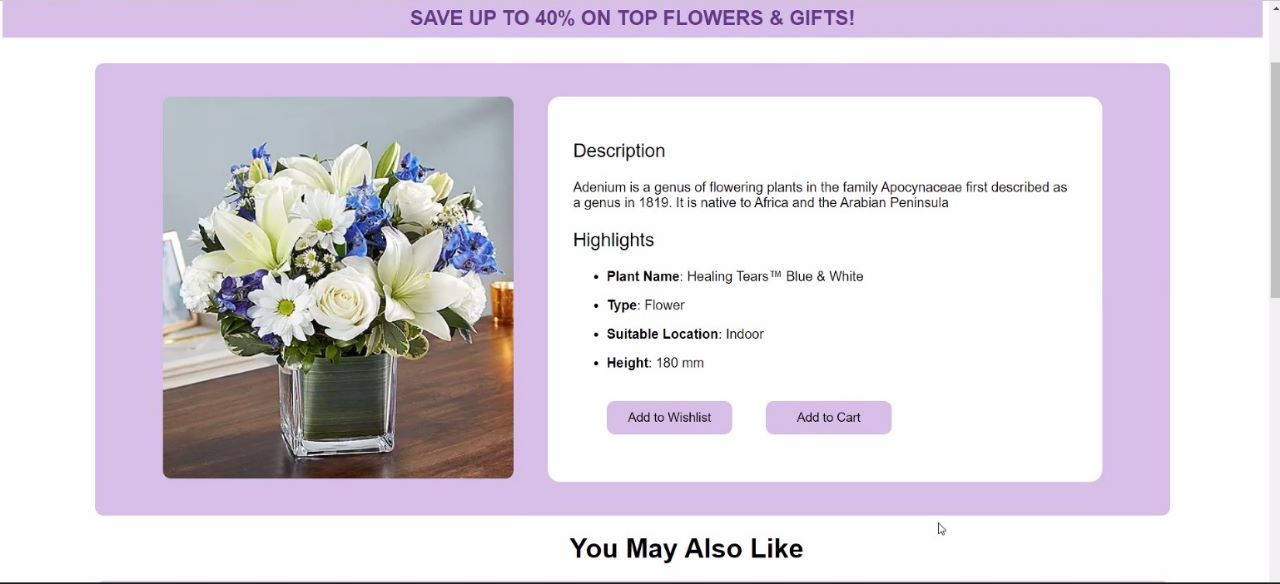 SAVE UP TO 40% ON TOP FLOWERS & GIFTS!
Description
Adenium is a genus of flowering plants in the family Apocynaceae first described as
a genus in 1819. It is native to Africa and the Arabian Peninsula
Highlights
• Plant Name: Healing Tears™ Blue & White
• Type: Flower
• Suitable Location: Indoor
• Height: 180 mm
Add to Wishlist
Add to Cart
You May Also Like